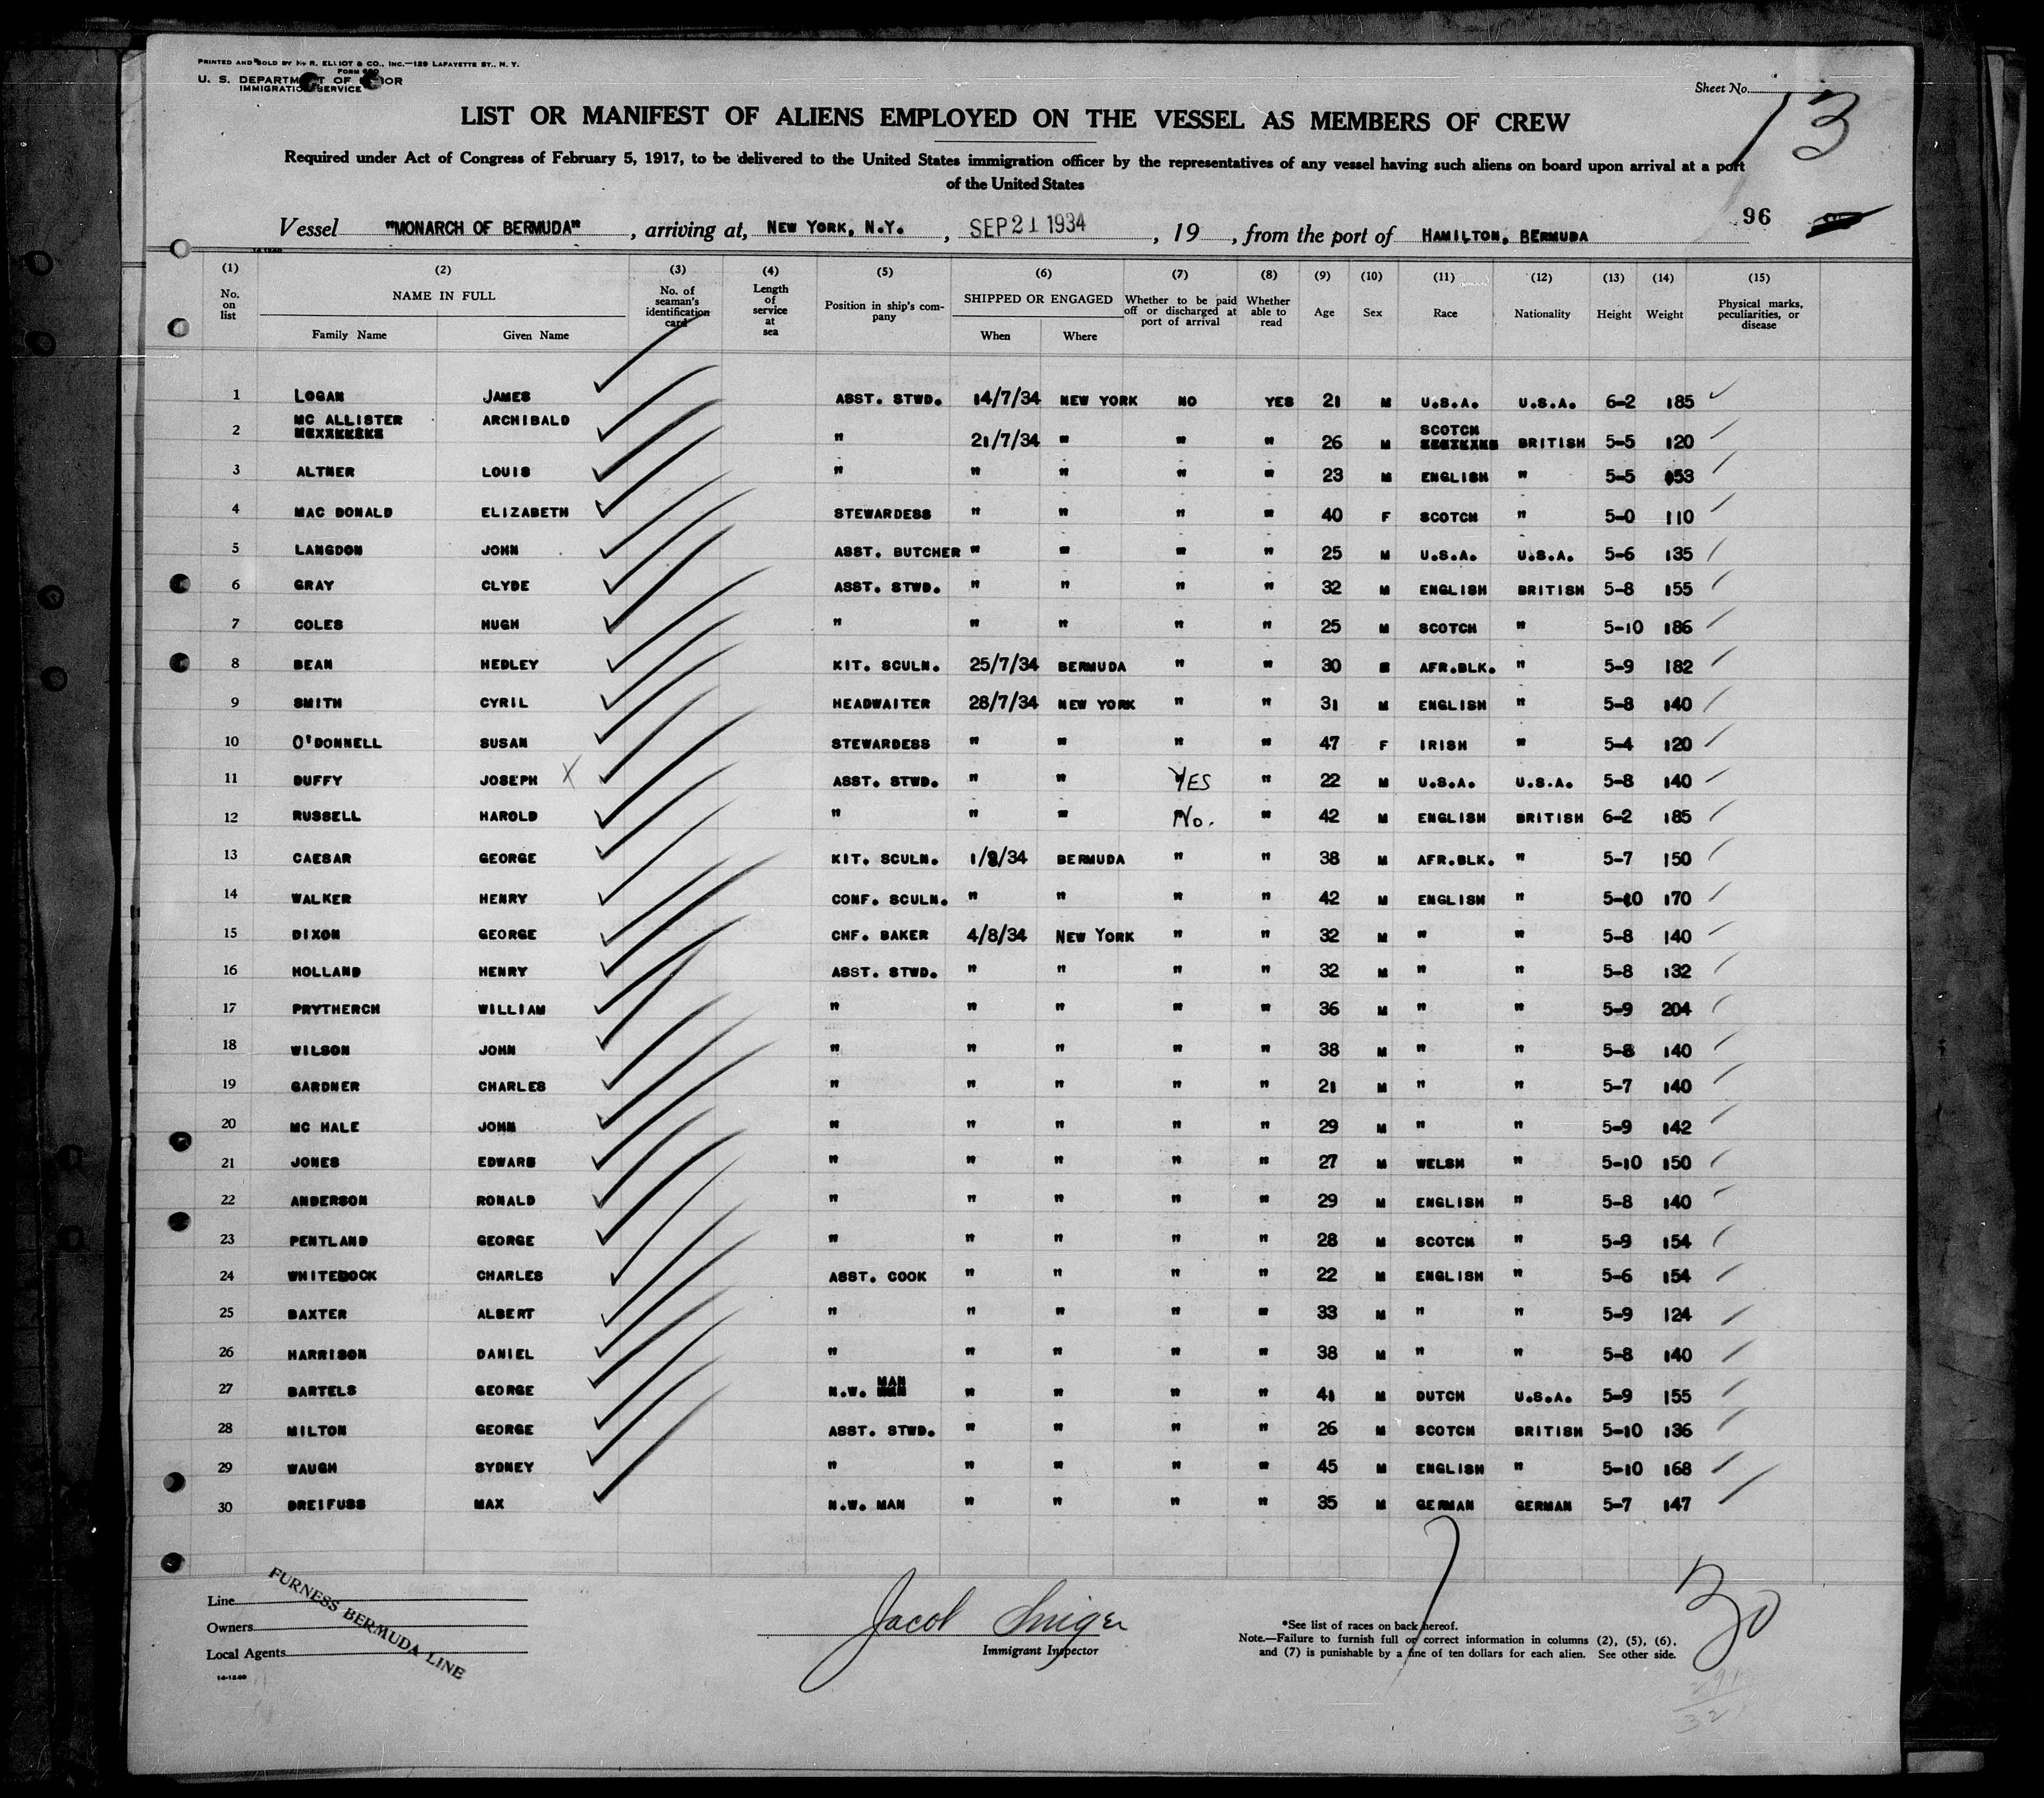 PRINTED AND SOLD BY R. ELLIOT & CO., INC.—129 LAFAYETTE ST., N. Y.
FORM
U. S. DEPARTMENT OF LABOR
IMMIGRATION SERVICE
Sheet No. 13
LIST OR MANIFEST OF ALIENS EMPLOYED ON THE VESSEL AS MEMBERS OF CREW
Required under Act of Congress of February 5, 1917, to be delivered to the United States immigration officer by the representatives of any vessel having such aliens on board upon arrival at a port
of the United States
96
Vessel "MONARCH OF BERMUDA", arriving at, NEW YORK, N.Y., SEP 21 1934, 19 , from the port of HAMILTON, BERMUDA
14-1240
(1) (2) (3) (4) (5) (6) (7) (8) (9) (10) (11) (12) (13) (14) (15)
No. on list NAME IN FULL Family Name Given Name No. of seaman's identification card Length of service at sea Position in ship's company SHIPPED OR ENGAGED When Where Whether to be paid off or discharged at port of arrival Whether able to read Age Sex Race Nationality Height Weight Physical marks, peculiarities, or disease
1 LOGAN JAMES ASST. STWD. 14/7/34 NEW YORK NO YES 21 M U.S.A. U.S.A. 6-2 185
2 MC ALLISTER ARCHIBALD " 21/7/34 " " " 26 M SCOTCH BRITISH 5-5 120
3 ALTNER LOUIS " " " " " 23 M ENGLISH " 5-5 153
4 MAC DONALD ELIZABETH STEWARDESS " " " " 40 F SCOTCH " 5-0 110
5 LANGDON JOHN ASST. BUTCHER " " " " 25 M U.S.A. U.S.A. 5-6 135
6 GRAY CLYDE ASST. STWD. " " " " 32 M ENGLISH BRITISH 5-8 155
7 COLES HUGH " " " " " 25 M SCOTCH " 5-10 186
8 BEAN HEDLEY KIT. SCULN. 25/7/34 BERMUDA " " 30 AFR.BLK. " 5-9 182
9 SMITH CYRIL HEADWAITER 28/7/34 NEW YORK " " 31 M ENGLISH " 5-8 140
10 O'DONNELL SUSAN STEWARDESS " " " " 47 F IRISH " 5-4 120
11 DUFFY JOSEPH X ASST. STWD. " " YES " 22 M U.S.A. U.S.A. 5-8 140
12 RUSSELL HAROLD " " " No. " 42 M ENGLISH BRITISH 6-2 185
13 CAESAR GEORGE KIT. SCULN. 1/8/34 BERMUDA " " 38 M AFR.BLK. " 5-7 150
14 WALKER HENRY CONF. SCULN. " " " " 42 M ENGLISH " 5-10 170
15 DIXON GEORGE CHF. BAKER 4/8/34 NEW YORK " " 32 M " " 5-8 140
16 HOLLAND HENRY ASST. STWD. " " " " 32 M " " 5-8 132
17 PRYTHERCH WILLIAM " " " " " 36 M " " 5-9 204
18 WILSON JOHN " " " " " 38 M " " 5-8 140
19 GARDNER CHARLES " " " " " 21 M " " 5-7 140
20 MC HALE JOHN " " " " " 29 M " " 5-9 142
21 JONES EDWARD " " " " " 27 M WELSH " 5-10 150
22 ANDERSON RONALD " " " " " 29 M ENGLISH " 5-8 140
23 PENTLAND GEORGE " " " " " 28 M SCOTCH " 5-9 154
24 CHARLES ASST. COOK " " " " 22 M ENGLISH " 5-6 154
25 BAXTER ALBERT " " " " " 33 M " " 5-9 124
26 HARRISON DANIEL " " " " " 38 M " " 5-8 140
27 BARTELS GEORGE N.W. MAN " " " " 41 M DUTCH U.S.A. 5-9 155
28 MILTON GEORGE ASST. STWD. " " " " 26 M SCOTCH BRITISH 5-10 136
29 WAUGH SYDNEY " " " " " 45 M ENGLISH " 5-10 168
30 DREIFUSS MAX N.W. MAN " " " " 35 M GERMAN GERMAN 5-7 147
30
Line
Owners
Local Agents
FURNESS BERMUDA LINE
14-1240
Jacob
Immigrant Inspector
*See list of races on back hereof.
Note.—Failure to furnish full or correct information in columns (2), (5), (6),
and (7) is punishable by a fine of ten dollars for each alien. See other side.